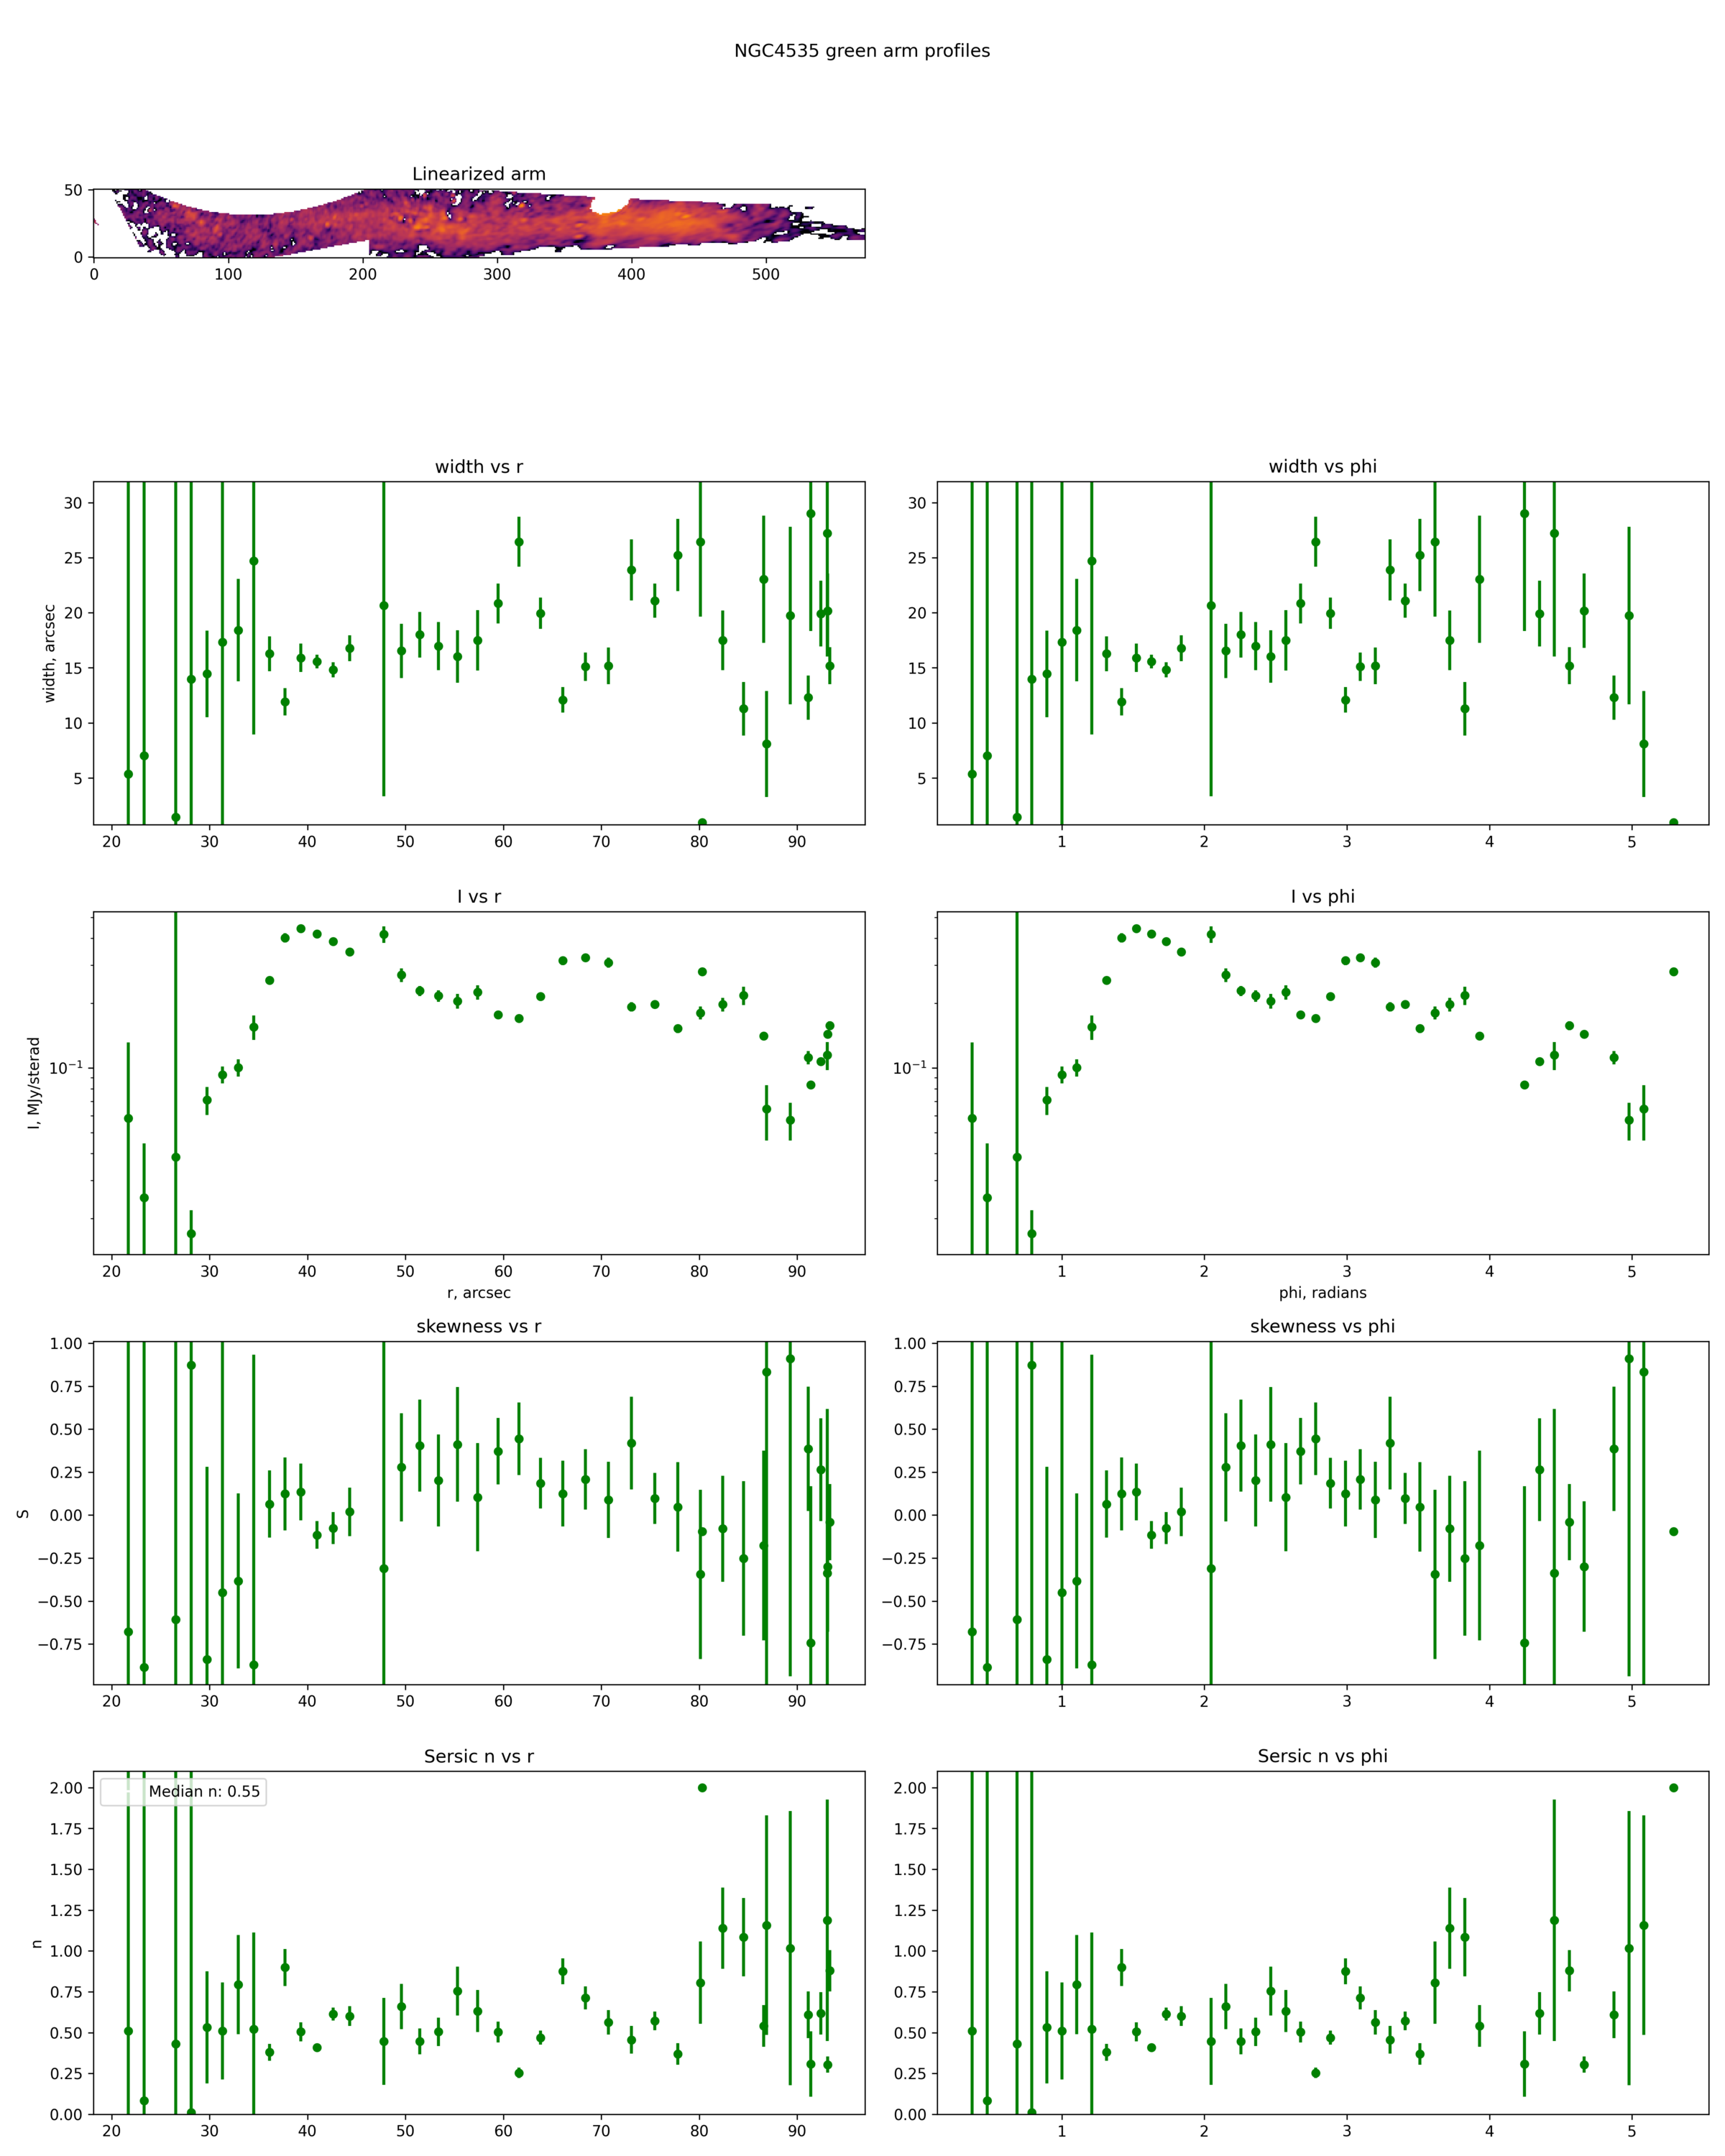 NGC4535 green arm profiles
Linearized arm
50
0
0 100 200 300 400 500
width vs r
width vs phi
width, arcsec
30
25
20
15
10
5
20 30 40 50 60 70 80 90
30
25
20
15
10
5
1 2 3 4 5
I vs r
I vs phi
I, MJy/sterad
10⁻¹
20 30 40 50 60 70 80 90
r, arcsec
10⁻¹
1 2 3 4 5
phi, radians
skewness vs r
skewness vs phi
S
1.00
0.75
0.50
0.25
0.00
−0.25
−0.50
−0.75
20 30 40 50 60 70 80 90
1.00
0.75
0.50
0.25
0.00
−0.25
−0.50
−0.75
1 2 3 4 5
Sersic n vs r
Sersic n vs phi
Median n: 0.55
n
2.00
1.75
1.50
1.25
1.00
0.75
0.50
0.25
0.00
20 30 40 50 60 70 80 90
2.00
1.75
1.50
1.25
1.00
0.75
0.50
0.25
0.00
1 2 3 4 5